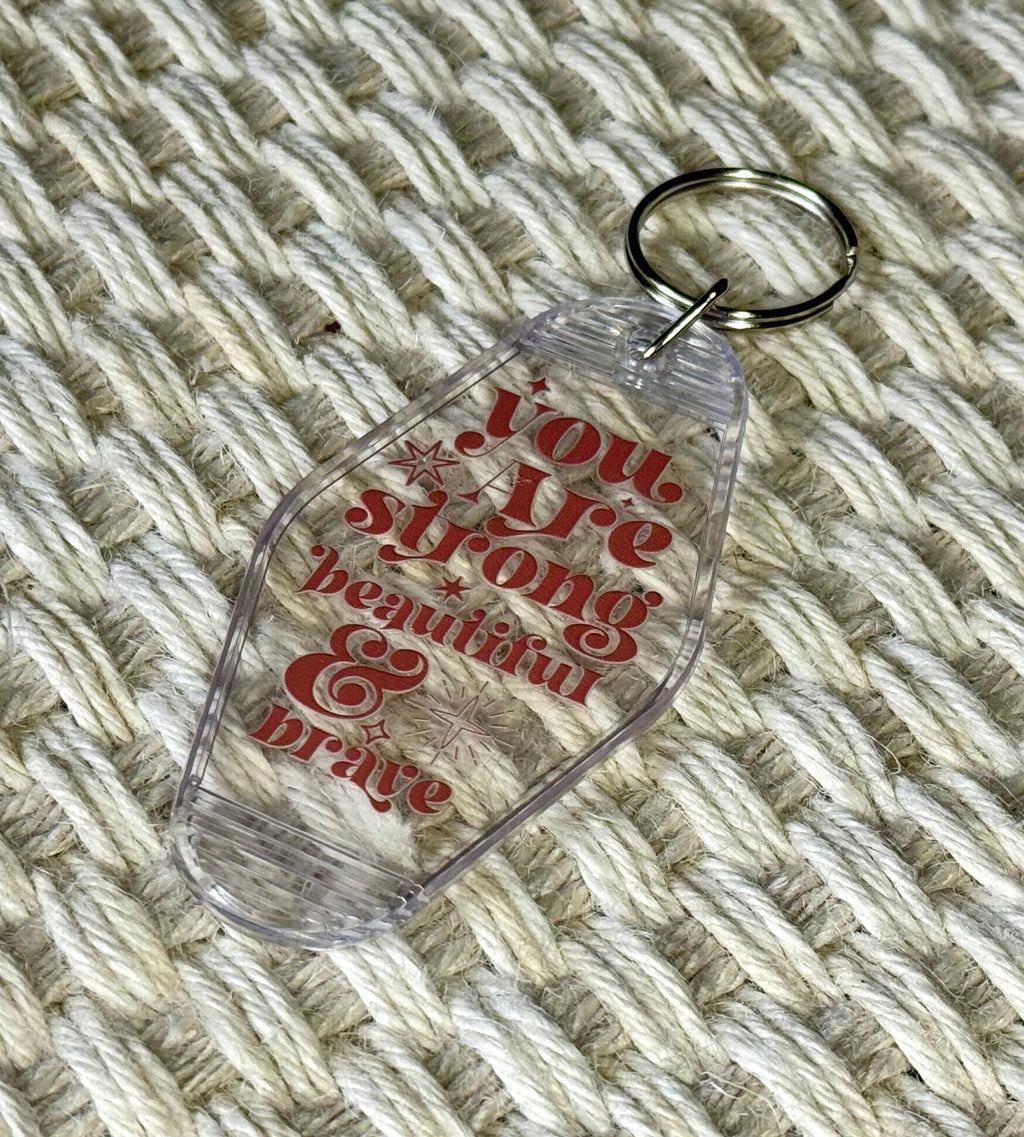 you
Are
strong
beautiful
&
brave